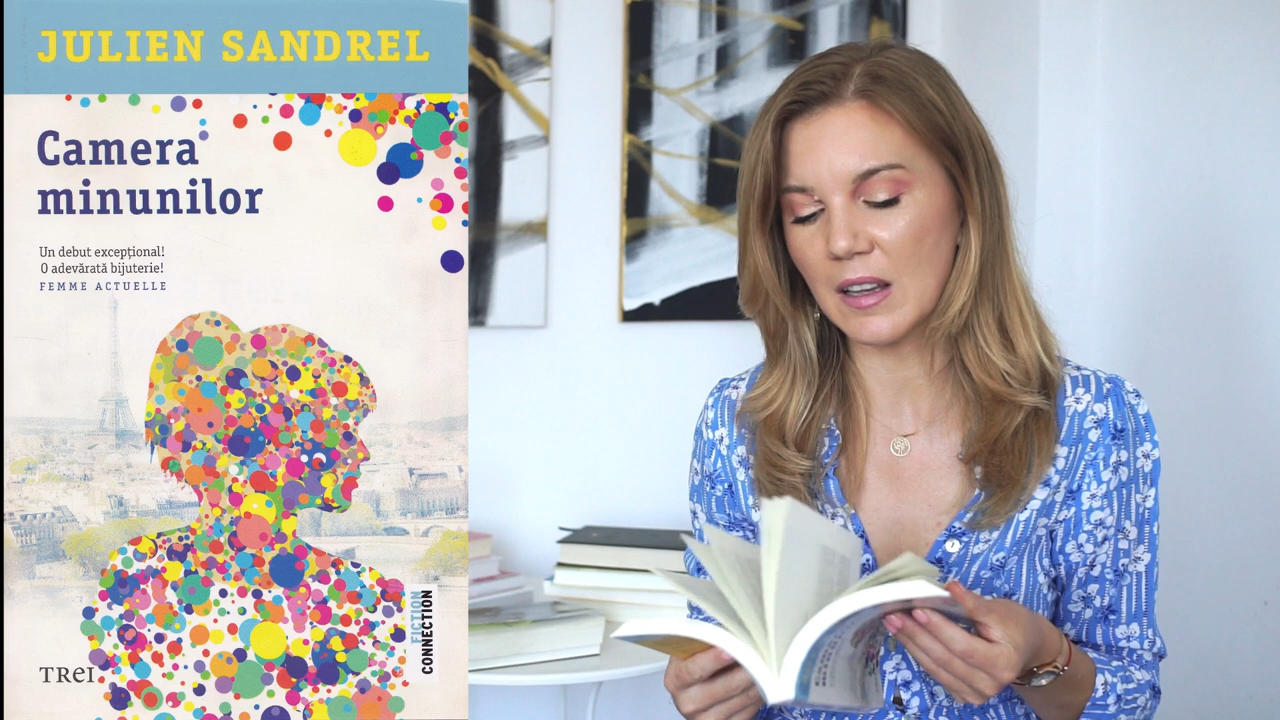 JULIEN SANDREL
Camera
minunilor
Un debut excepțional!
O adevărată bijuterie!
FEMME ACTUELLE
FICTION
CONNECTION
TREI